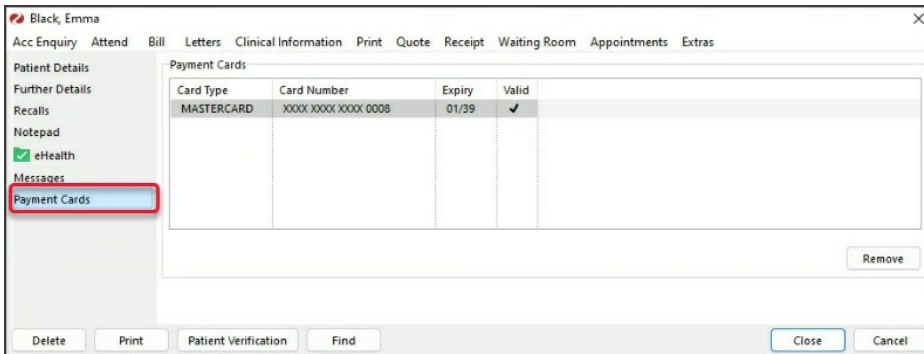 Black, Emma
Acc Enquiry Attend Bill Letters Clinical Information Print Quote Receipt Waiting Room Appointments Extras
Patient Details
Further Details
Recalls
Notepad
eHealth
Messages
Payment Cards
Payment Cards
Card Type Card Number Expiry Valid
MASTERCARD XXXX XXXX XXXX 0008 01/39 ✔
Remove
Delete Print Patient Verification Find Close Cancel